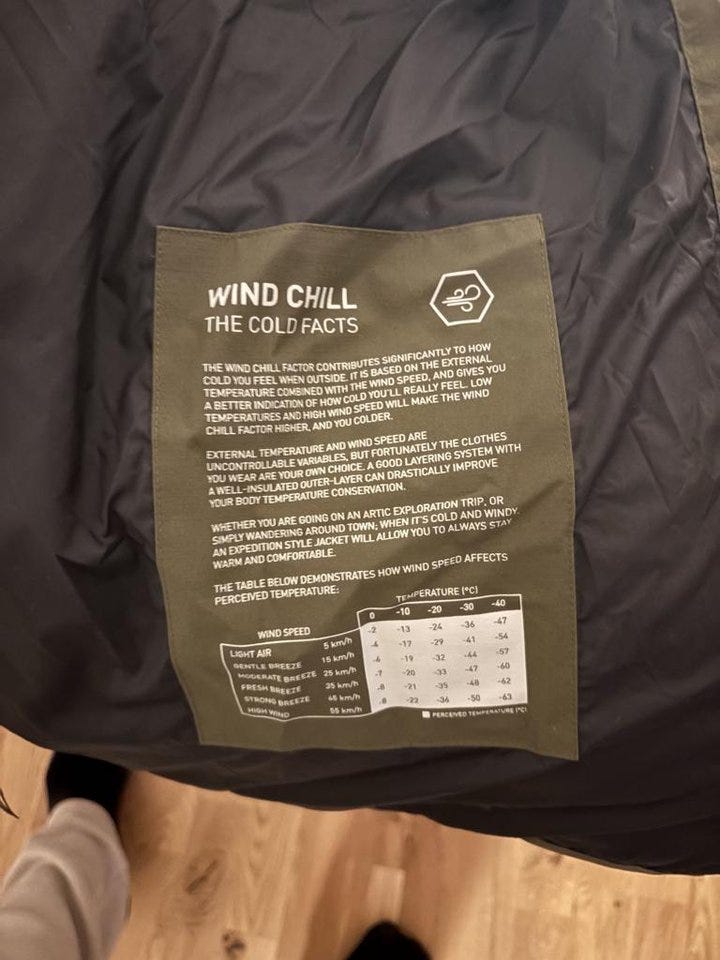 WIND CHILL
THE COLD FACTS
THE WIND CHILL FACTOR CONTRIBUTES SIGNIFICANTLY TO HOW
COLD YOU FEEL WHEN OUTSIDE. IT IS BASED ON THE EXTERNAL
TEMPERATURE COMBINED WITH THE WIND SPEED, AND GIVES YOU
A BETTER INDICATION OF HOW COLD YOU'LL REALLY FEEL. LOW
TEMPERATURES AND HIGH WIND SPEED WILL MAKE THE WIND
CHILL FACTOR HIGHER, AND YOU COLDER.
EXTERNAL TEMPERATURE AND WIND SPEED ARE
UNCONTROLLABLE VARIABLES, BUT FORTUNATELY THE CLOTHES
YOU WEAR ARE YOUR OWN CHOICE. A GOOD LAYERING SYSTEM WITH
A WELL-INSULATED OUTER-LAYER CAN DRASTICALLY IMPROVE
YOUR BODY TEMPERATURE CONSERVATION.
WHETHER YOU ARE GOING ON AN ARTIC EXPLORATION TRIP, OR
SIMPLY WANDERING AROUND TOWN; WHEN IT'S COLD AND WINDY,
AN EXPEDITION STYLE JACKET WILL ALLOW YOU TO ALWAYS STAY
WARM AND COMFORTABLE.
THE TABLE BELOW DEMONSTRATES HOW WIND SPEED AFFECTS
PERCEIVED TEMPERATURE:
TEMPERATURE (°C)
WIND SPEED 0 -10 -20 -30 -40
LIGHT AIR 5 km/h -2 -13 -24 -36 -47
GENTLE BREEZE 15 km/h -4 -17 -29 -41 -54
MODERATE BREEZE 25 km/h -6 -19 -32 -44 -57
FRESH BREEZE 35 km/h -7 -20 -33 -47 -60
STRONG BREEZE 45 km/h -8 -21 -35 -48 -62
HIGH WIND 55 km/h -8 -22 -36 -50 -63
PERCEIVED TEMPERATURE (°C)